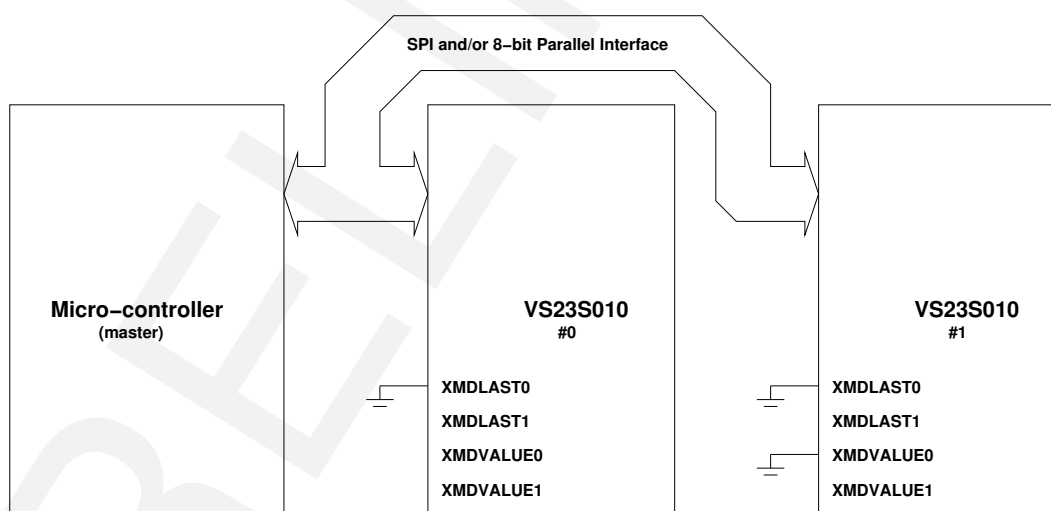 SPI and/or 8−bit Parallel Interface
Micro−controller
(master)
VS23S010
#0
XMDLAST0
XMDLAST1
XMDVALUE0
XMDVALUE1
VS23S010
#1
XMDLAST0
XMDLAST1
XMDVALUE0
XMDVALUE1